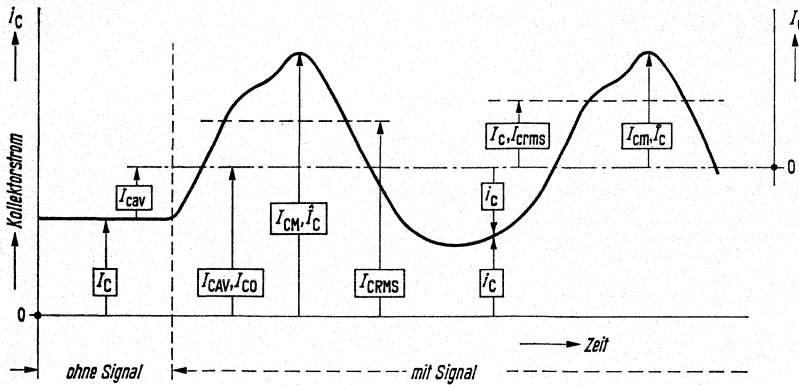 i_C
I_C
Kollektorstrom
I_cav
I_C
I_CAV, I_CO
I_CM, Î_C
I_CRMS
I_c, I_crms
I_cm, Î_c
i_c
i_C
0
0
Zeit
ohne Signal
mit Signal